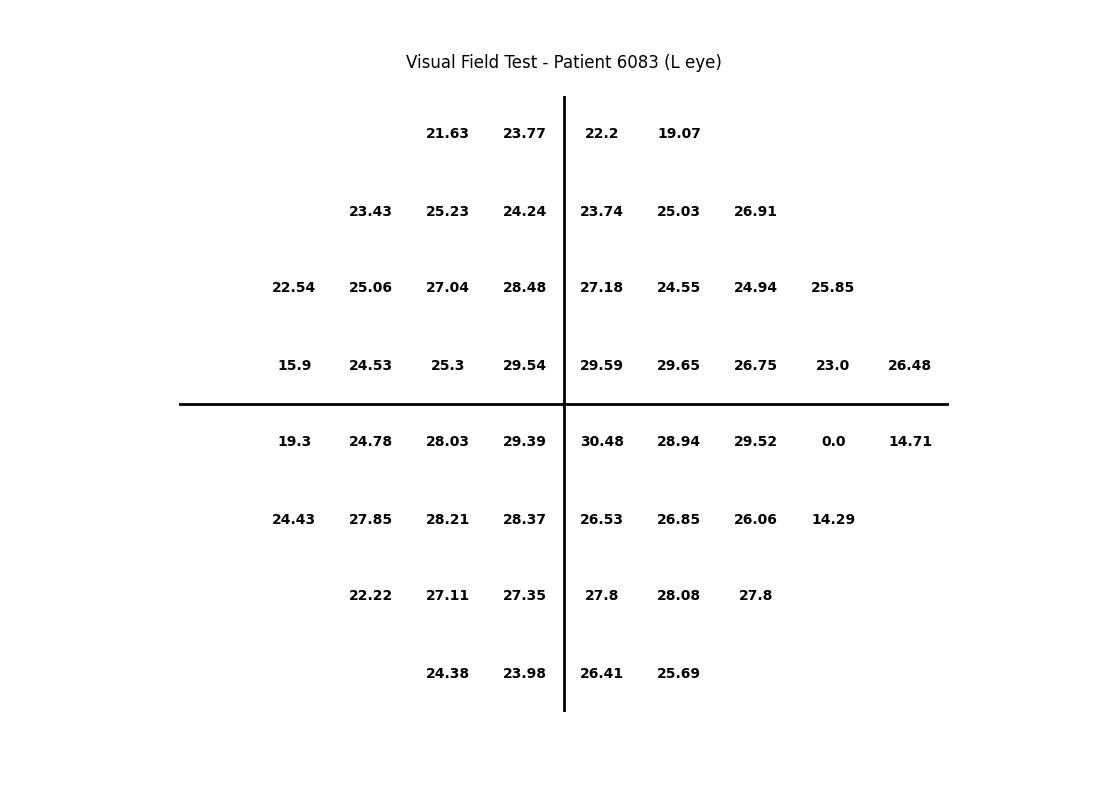 Visual Field Test - Patient 6083 (L eye)
21.63 23.77 22.2 19.07
23.43 25.23 24.24 23.74 25.03 26.91
22.54 25.06 27.04 28.48 27.18 24.55 24.94 25.85
15.9 24.53 25.3 29.54 29.59 29.65 26.75 23.0 26.48
19.3 24.78 28.03 29.39 30.48 28.94 29.52 0.0 14.71
24.43 27.85 28.21 28.37 26.53 26.85 26.06 14.29
22.22 27.11 27.35 27.8 28.08 27.8
24.38 23.98 26.41 25.69